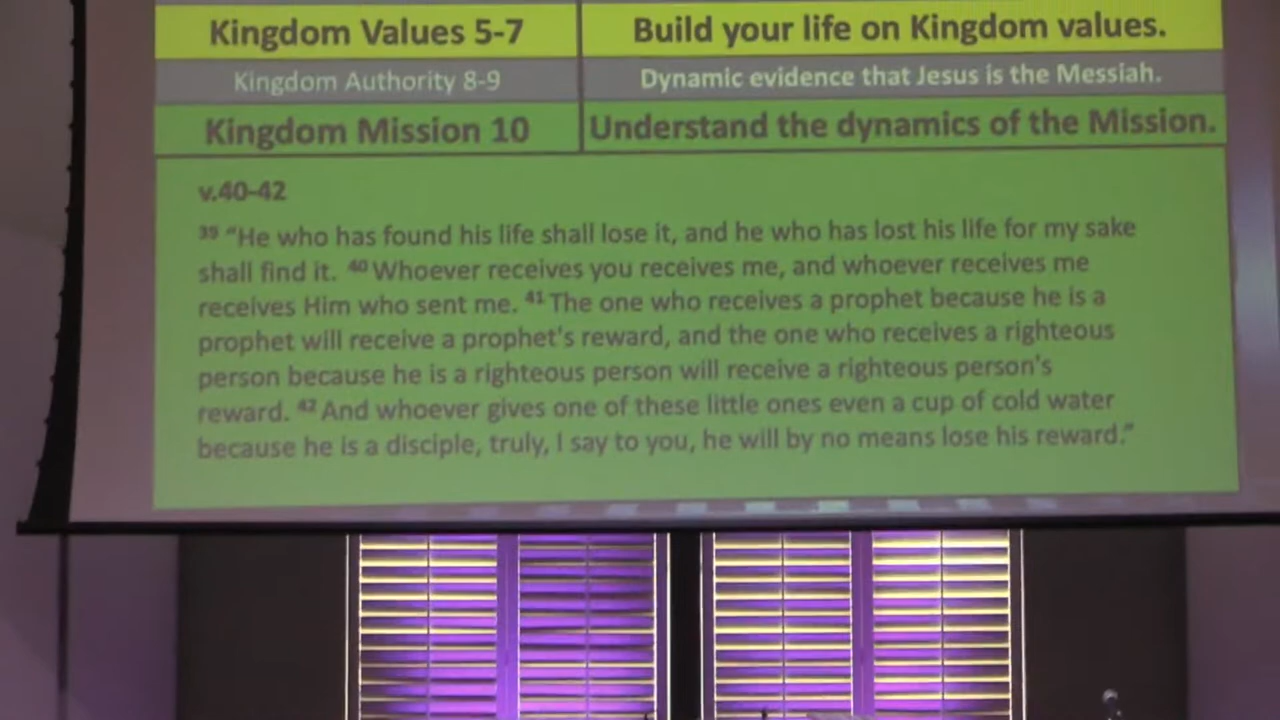 Kingdom Values 5-7 Build your life on Kingdom values.
Kingdom Authority 8-9 Dynamic evidence that Jesus is the Messiah.
Kingdom Mission 10 Understand the dynamics of the Mission.
v.40-42
39 “He who has found his life shall lose it, and he who has lost his life for my sake
shall find it. 40 Whoever receives you receives me, and whoever receives me
receives Him who sent me. 41 The one who receives a prophet because he is a
prophet will receive a prophet's reward, and the one who receives a righteous
person because he is a righteous person will receive a righteous person's
reward. 42 And whoever gives one of these little ones even a cup of cold water
because he is a disciple, truly, I say to you, he will by no means lose his reward.”